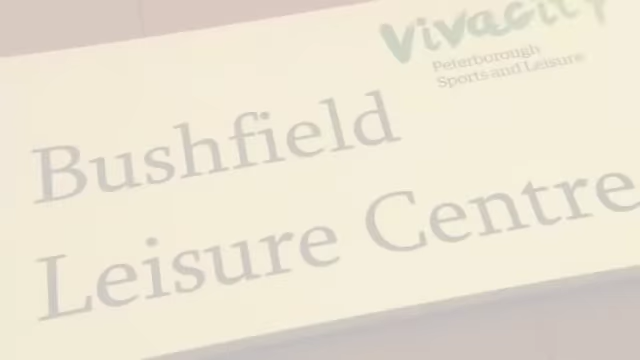 Vivacity
Peterborough
Sports and Leisure
Bushfield
Leisure Centre